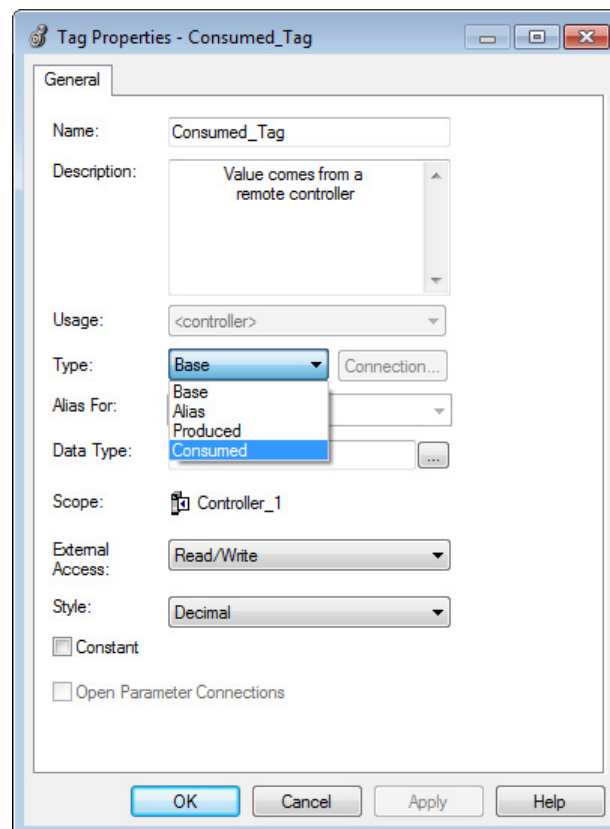 Tag Properties - Consumed_Tag
General
Name: Consumed_Tag
Description: Value comes from a
remote controller
Usage: <controller>
Type: Base Connection...
Base
Alias For: Alias
Produced
Data Type: Consumed ...
Scope: Controller_1
External
Access: Read/Write
Style: Decimal
Constant
Open Parameter Connections
OK Cancel Apply Help